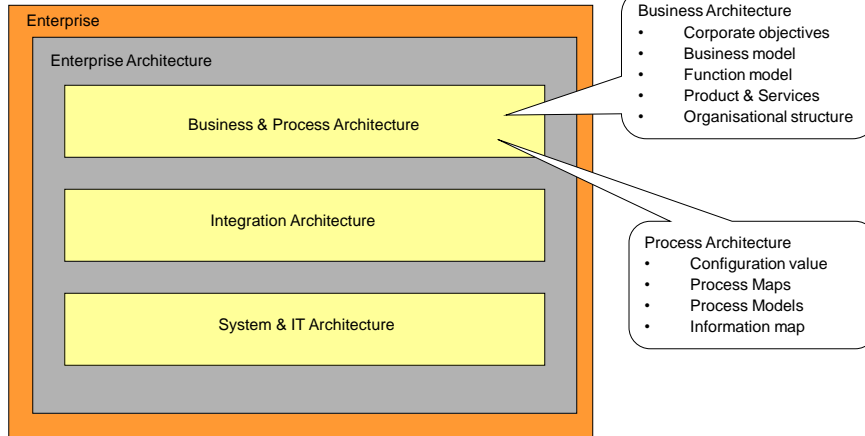 Enterprise
Enterprise Architecture
Business & Process Architecture
Integration Architecture
System & IT Architecture
Business Architecture
• Corporate objectives
• Business model
• Function model
• Product & Services
• Organisational structure
Process Architecture
• Configuration value
• Process Maps
• Process Models
• Information map